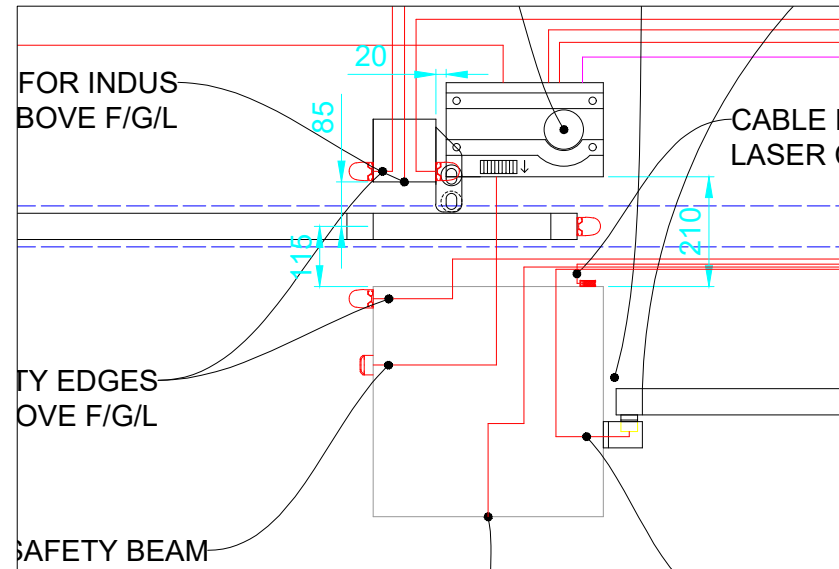 20
FOR INDUS
BOVE F/G/L
85
CABLE
LASER
210
115
TY EDGES
OVE F/G/L
SAFETY BEAM